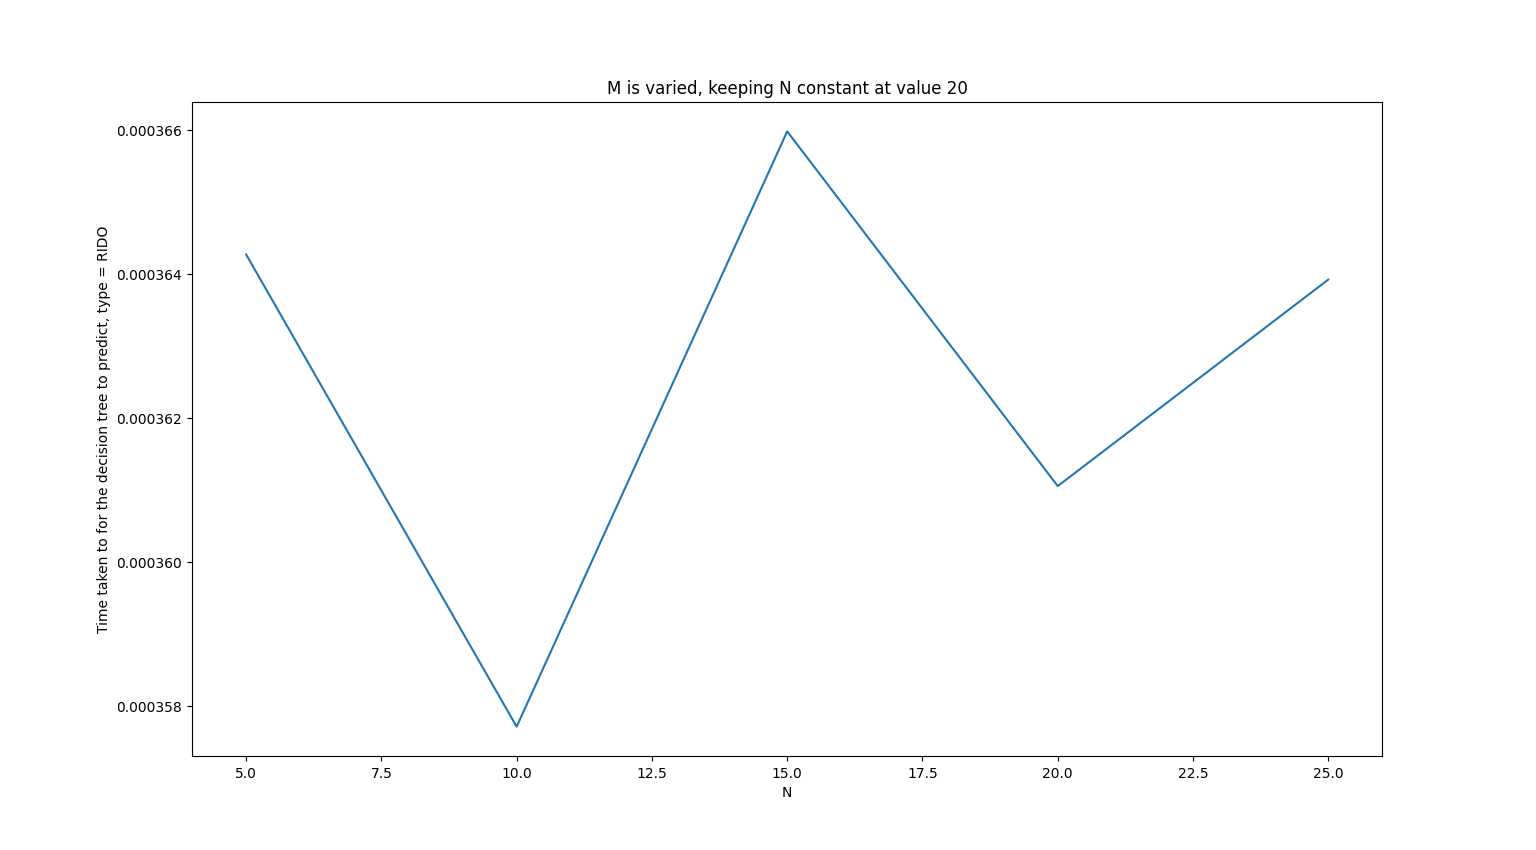 M is varied, keeping N constant at value 20
Time taken to for the decision tree to predict, type = RIDO
0.000366
0.000364
0.000362
0.000360
0.000358
5.0 7.5 10.0 12.5 15.0 17.5 20.0 22.5 25.0
N